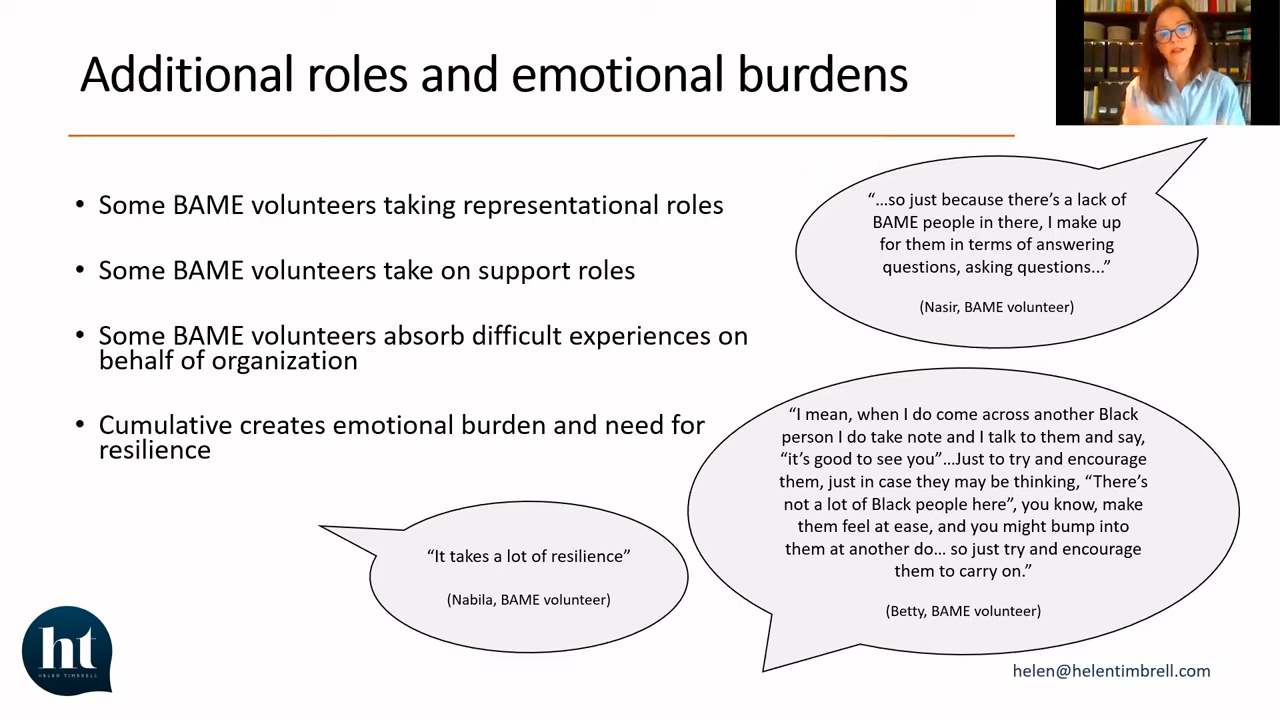 Additional roles and emotional burdens
• Some BAME volunteers taking representational roles
• Some BAME volunteers take on support roles
• Some BAME volunteers absorb difficult experiences on
behalf of organization
• Cumulative creates emotional burden and need for
resilience
“...so just because there’s a lack of
BAME people in there, I make up
for them in terms of answering
questions, asking questions...”
(Nasir, BAME volunteer)
“I mean, when I do come across another Black
person I do take note and I talk to them and say,
“it’s good to see you”...Just to try and encourage
them, just in case they may be thinking, “There’s
not a lot of Black people here”, you know, make
them feel at ease, and you might bump into
them at another do... so just try and encourage
them to carry on.”
(Betty, BAME volunteer)
“It takes a lot of resilience”
(Nabila, BAME volunteer)
ht
HELEN TIMBRELL
helen@helentimbrell.com